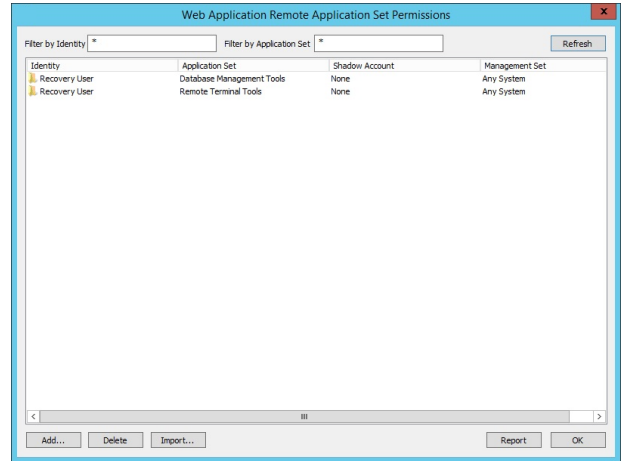 Web Application Remote Application Set Permissions
x
Filter by Identity * Filter by Application Set * Refresh
Identity Application Set Shadow Account Management Set
Recovery User Database Management Tools None Any System
Recovery User Remote Terminal Tools None Any System
Add... Delete Import... Report OK